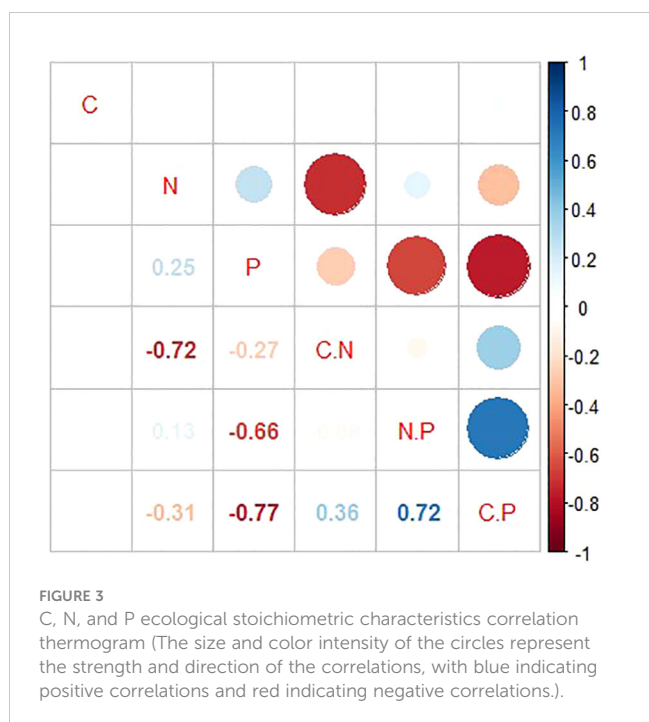 C
N
0.25 P
-0.72 -0.27 C.N
0.13 -0.66 N.P
-0.31 -0.77 0.36 0.72 C.P
1
0.8
0.6
0.4
0.2
0
-0.2
-0.4
-0.6
-0.8
-1
FIGURE 3
C, N, and P ecological stoichiometric characteristics correlation
thermogram (The size and color intensity of the circles represent
the strength and direction of the correlations, with blue indicating
positive correlations and red indicating negative correlations.).